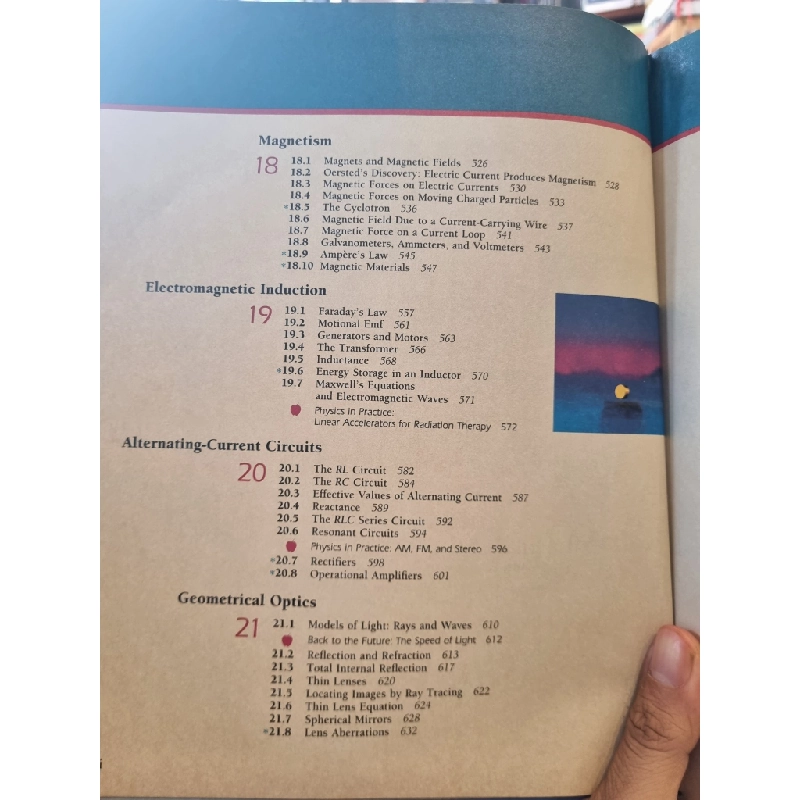 Magnetism
18
18.1 Magnets and Magnetic Fields 526
18.2 Oersted's Discovery: Electric Current Produces Magnetism 528
18.3 Magnetic Forces on Electric Currents 530
18.4 Magnetic Forces on Moving Charged Particles 533
*18.5 The Cyclotron 536
18.6 Magnetic Field Due to a Current-Carrying Wire 537
18.7 Magnetic Force on a Current Loop 541
18.8 Galvanometers, Ammeters, and Voltmeters 543
*18.9 Ampère's Law 545
*18.10 Magnetic Materials 547
Electromagnetic Induction
19
19.1 Faraday's Law 557
19.2 Motional Emf 561
19.3 Generators and Motors 563
19.4 The Transformer 566
19.5 Inductance 568
*19.6 Energy Storage in an Inductor 570
19.7 Maxwell's Equations
and Electromagnetic Waves 571
Physics in Practice:
Linear Accelerators for Radiation Therapy 572
Alternating-Current Circuits
20
20.1 The RL Circuit 582
20.2 The RC Circuit 584
20.3 Effective Values of Alternating Current 587
20.4 Reactance 589
20.5 The RLC Series Circuit 592
20.6 Resonant Circuits 594
Physics in Practice: AM, FM, and Stereo 596
*20.7 Rectifiers 598
*20.8 Operational Amplifiers 601
Geometrical Optics
21
21.1 Models of Light: Rays and Waves 610
Back to the Future: The Speed of Light 612
21.2 Reflection and Refraction 613
21.3 Total Internal Reflection 617
21.4 Thin Lenses 620
21.5 Locating Images by Ray Tracing 622
21.6 Thin Lens Equation 624
21.7 Spherical Mirrors 628
*21.8 Lens Aberrations 632